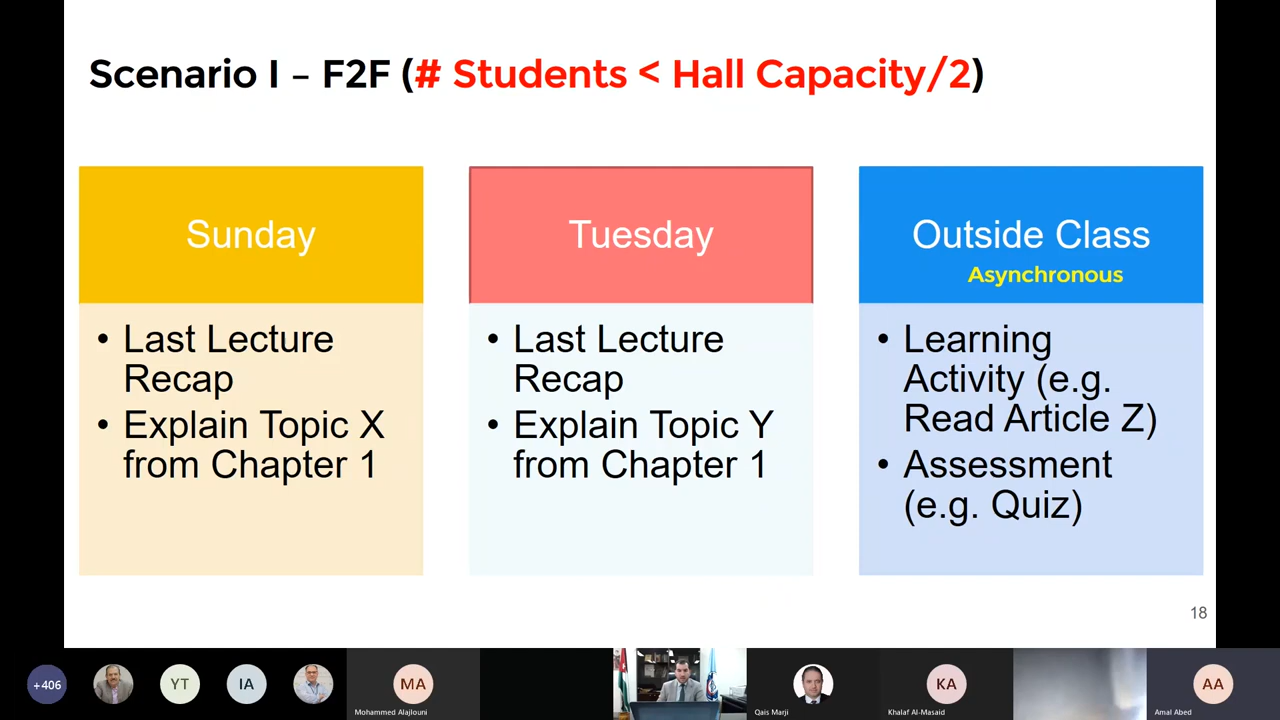 Scenario I – F2F (# Students < Hall Capacity/2)
Sunday
• Last Lecture
Recap
• Explain Topic X
from Chapter 1
Tuesday
• Last Lecture
Recap
• Explain Topic Y
from Chapter 1
Outside Class
Asynchronous
• Learning
Activity (e.g.
Read Article Z)
• Assessment
(e.g. Quiz)
18
+406
YT
IA
MA
Mohammed Alajlouni
Qais Marji
KA
Khalaf Al-Masaid
AA
Amal Abed